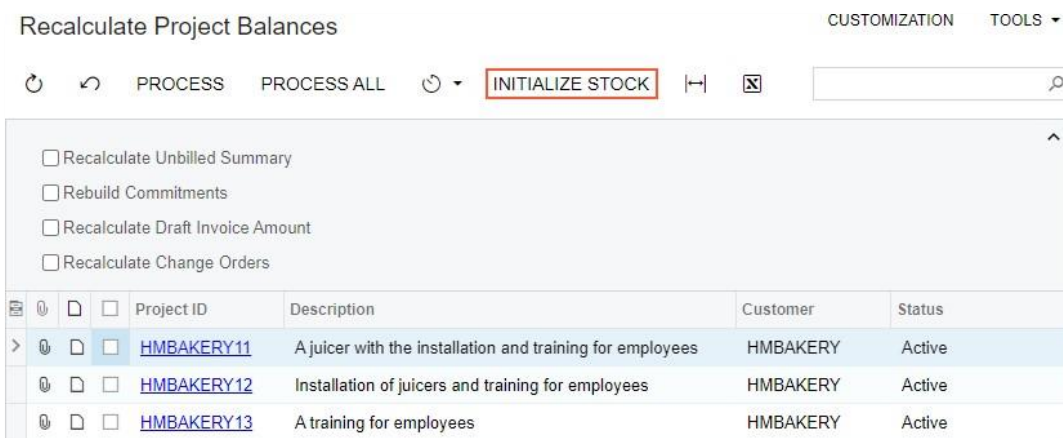 Recalculate Project Balances CUSTOMIZATION TOOLS
PROCESS PROCESS ALL INITIALIZE STOCK
Recalculate Unbilled Summary
Rebuild Commitments
Recalculate Draft Invoice Amount
Recalculate Change Orders
Project ID Description Customer Status
HMBAKERY11 A juicer with the installation and training for employees HMBAKERY Active
HMBAKERY12 Installation of juicers and training for employees HMBAKERY Active
HMBAKERY13 A training for employees HMBAKERY Active